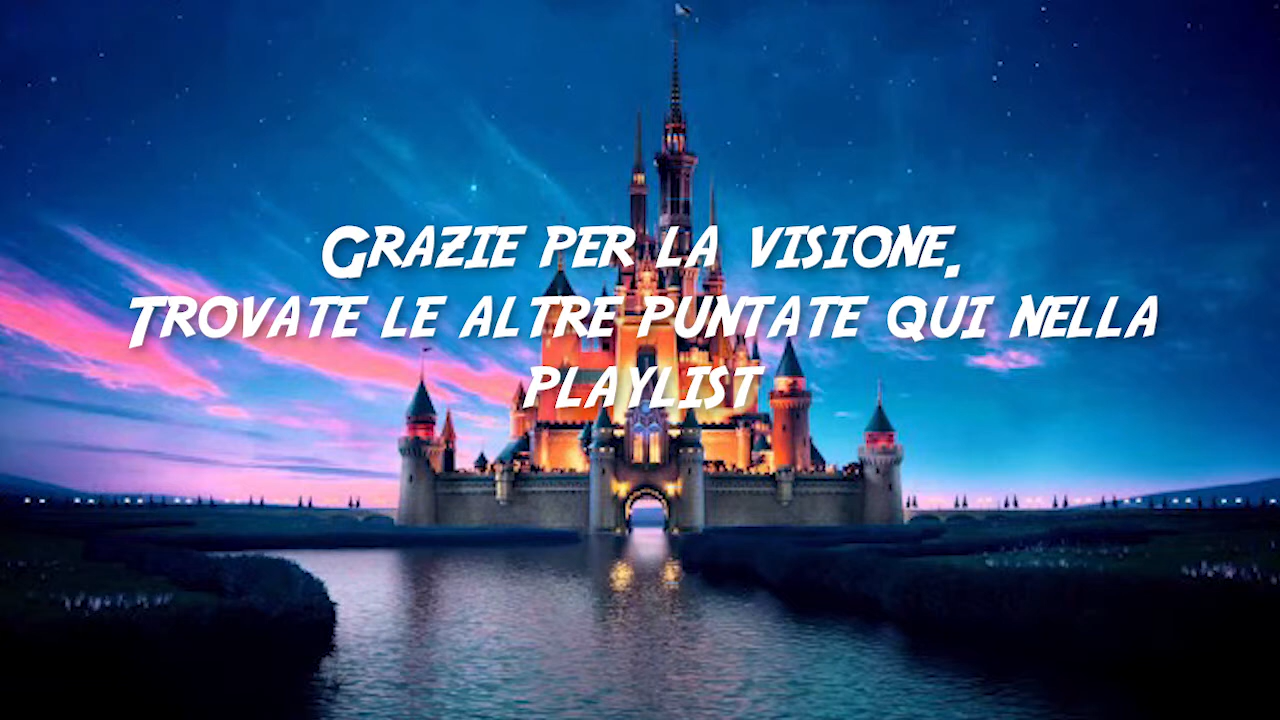 Grazie per la visione.
Trovate le altre puntate qui nella
playlist